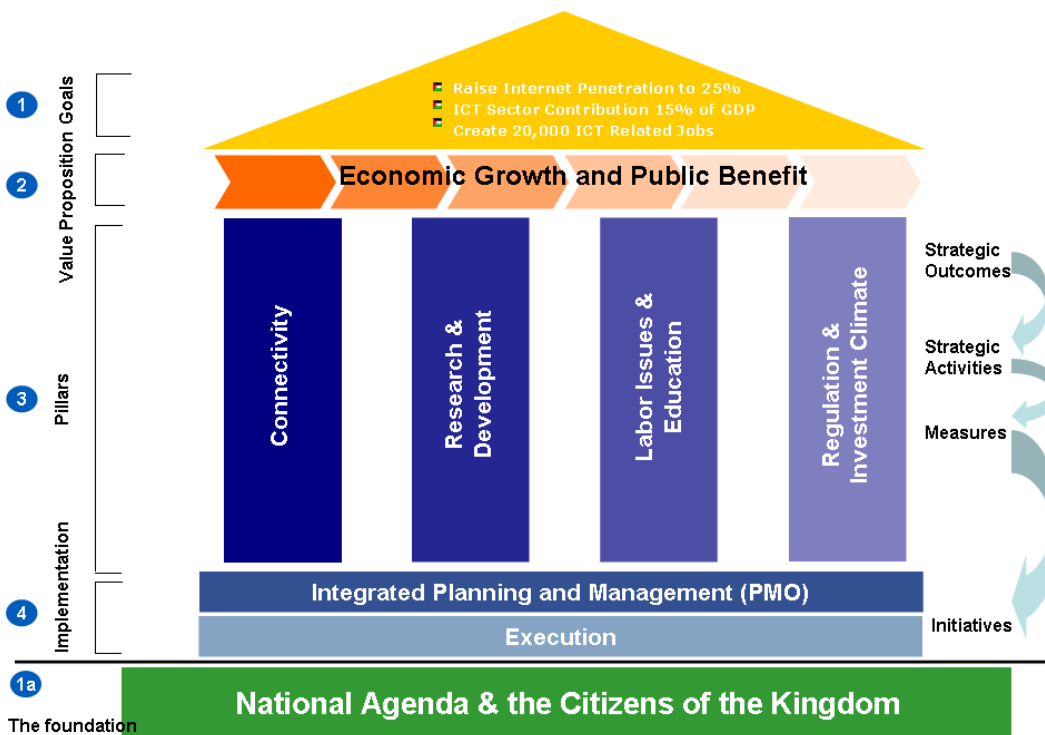 1
Goals
Raise Internet Penetration to 25%
ICT Sector Contribution 15% of GDP
Create 20,000 ICT Related Jobs
2
Value Proposition
Economic Growth and Public Benefit
3
Pillars
Connectivity
Research &
Development
Labor Issues &
Education
Regulation &
Investment Climate
Strategic
Outcomes
Strategic
Activities
Measures
4
Implementation
Integrated Planning and Management (PMO)
Execution
Initiatives
1a
The foundation
National Agenda & the Citizens of the Kingdom